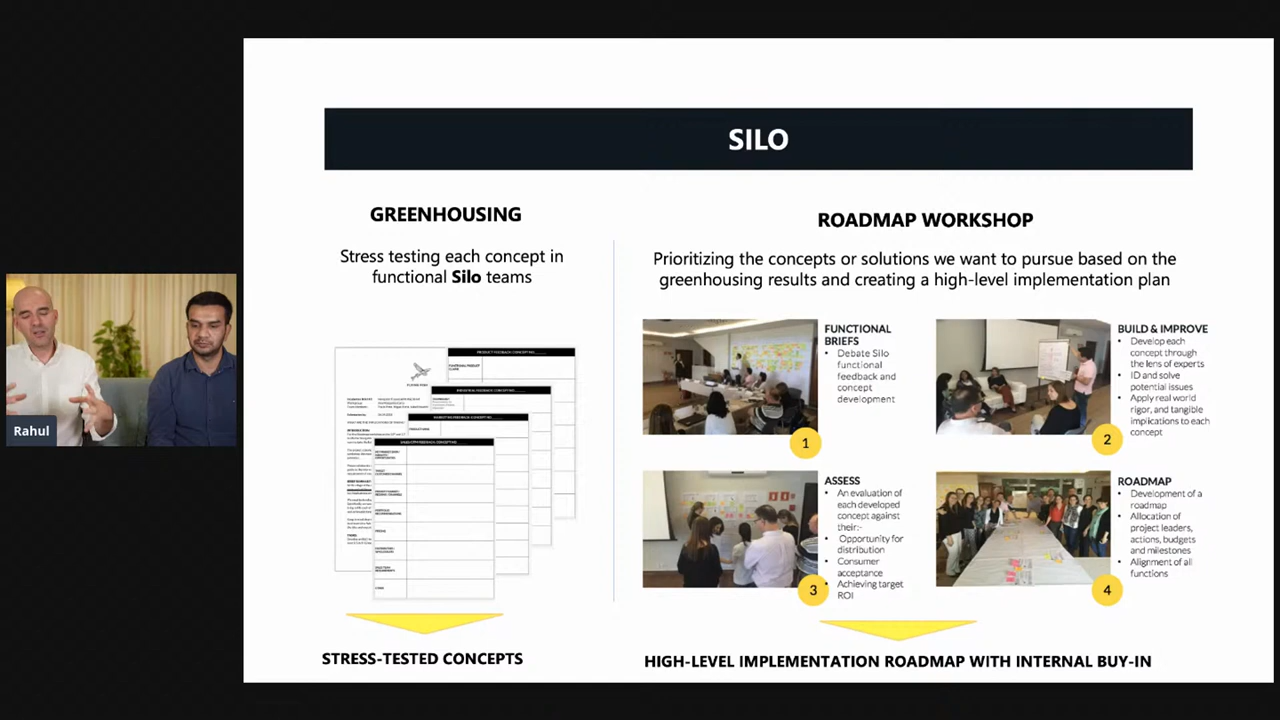 SILO
GREENHOUSING
Stress testing each concept in
functional Silo teams
STRESS-TESTED CONCEPTS
ROADMAP WORKSHOP
Prioritizing the concepts or solutions we want to pursue based on the
greenhousing results and creating a high-level implementation plan
FUNCTIONAL
BRIEFS
• Debate Silo
functional
feedback and
concept
development
1
BUILD & IMPROVE
• Develop each
concept through
the lens of experts
• ID and solve
potential issues
• Apply real world
rigor, and tangible
implications to each
concept
2
ASSESS
• An evaluation of
each developed
concept against
their:-
• Opportunity for
distribution
• Consumer
acceptance
• Achieving target
ROI
3
ROADMAP
• Development of a
roadmap
• Allocation of
project leaders,
actions, budgets
and milestones
• Alignment of all
functions
4
HIGH-LEVEL IMPLEMENTATION ROADMAP WITH INTERNAL BUY-IN
Rahul